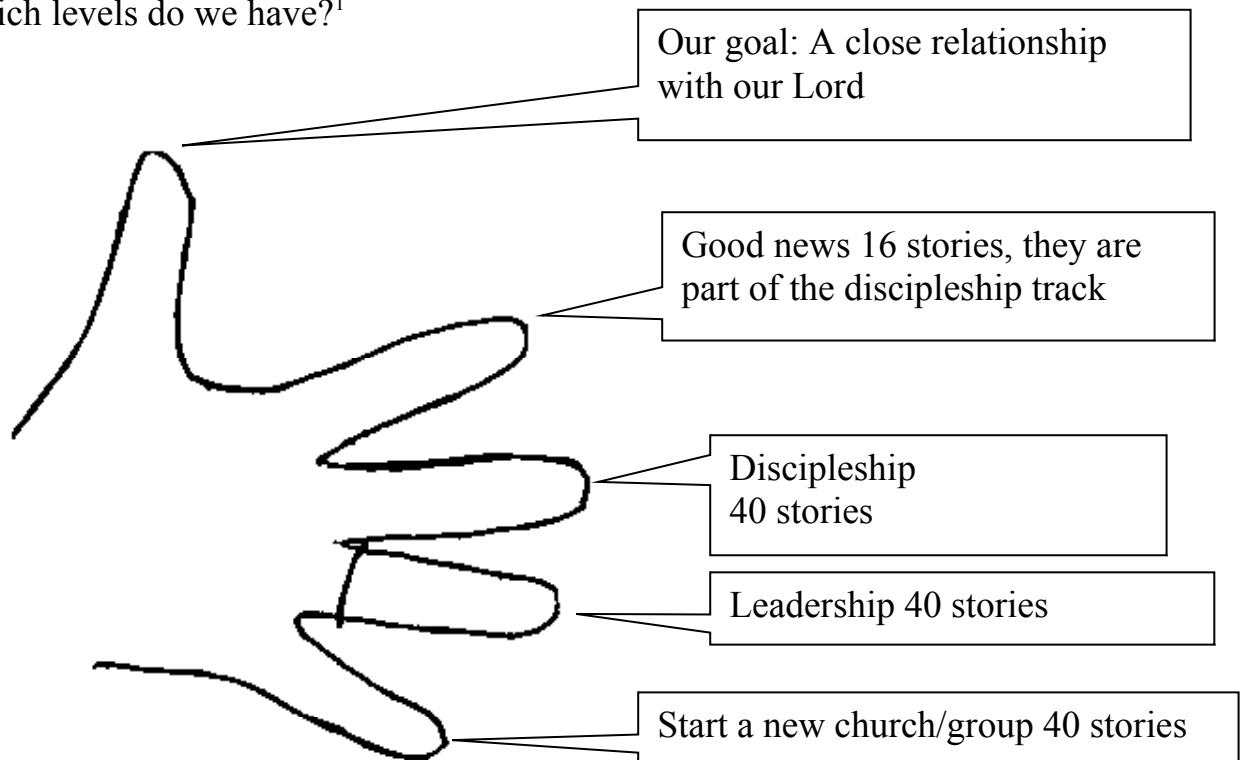 ich levels do we have?¹
Our goal: A close relationship
with our Lord
Good news 16 stories, they are
part of the discipleship track
Discipleship
40 stories
Leadership 40 stories
Start a new church/group 40 stories